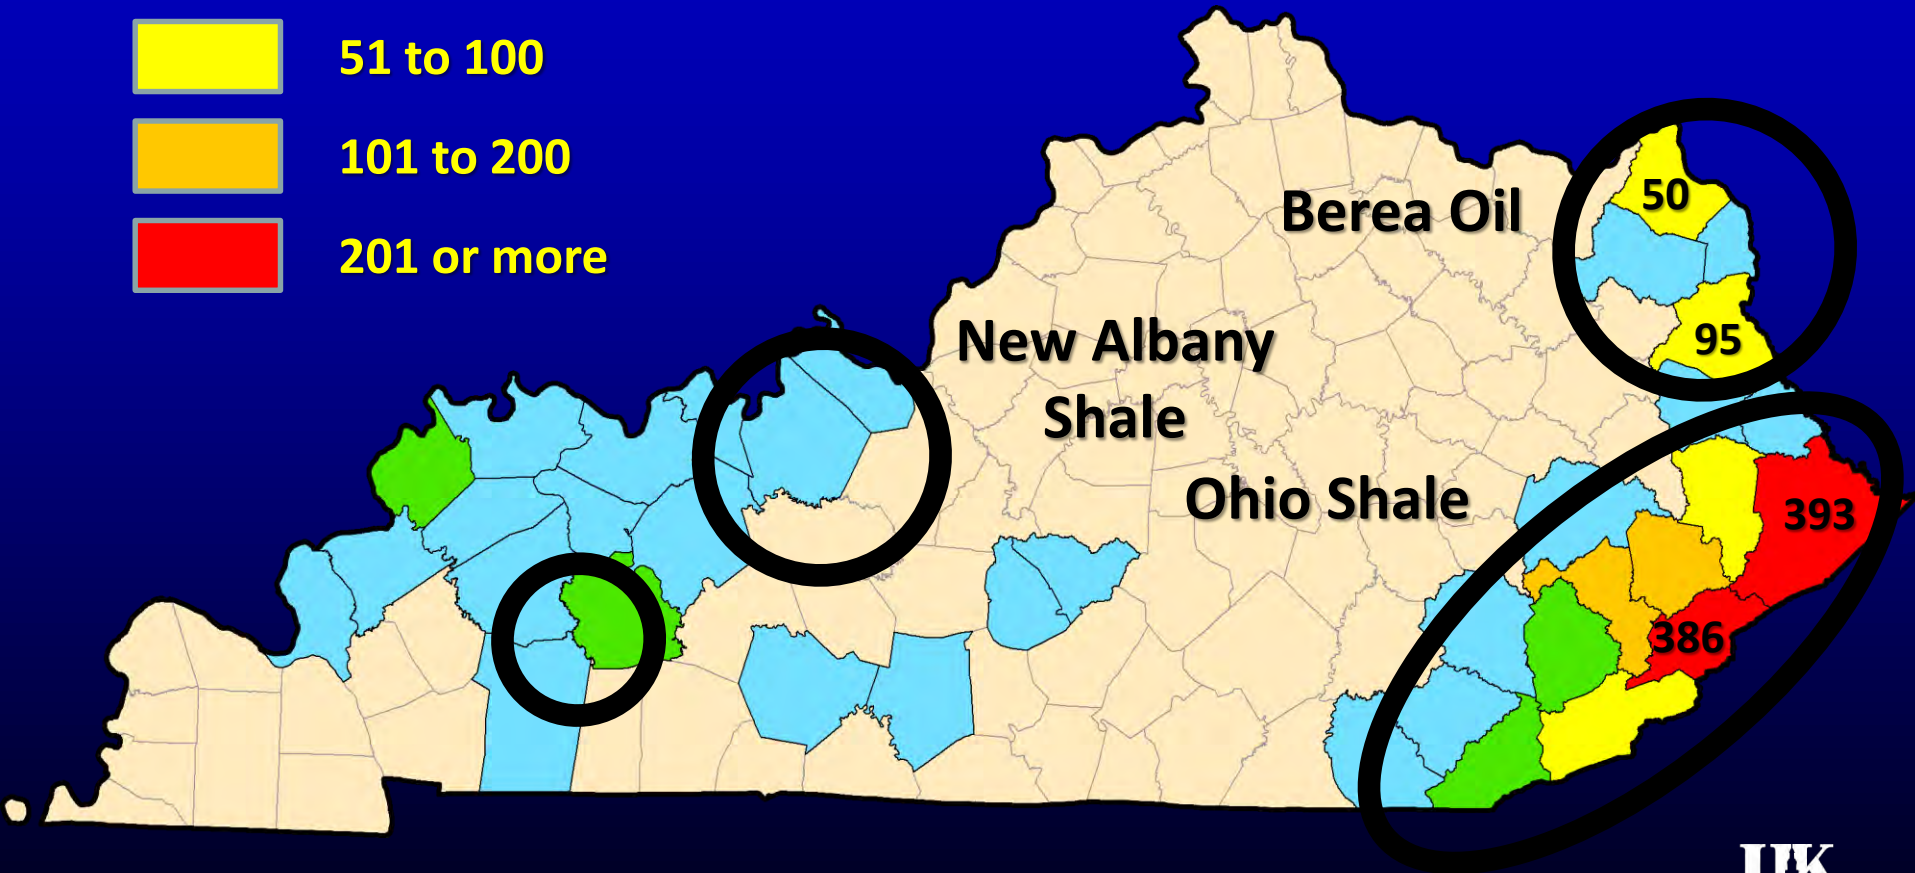 51 to 100
101 to 200
201 or more
Berea Oil
50
New Albany
Shale
95
Ohio Shale
393
386
UK